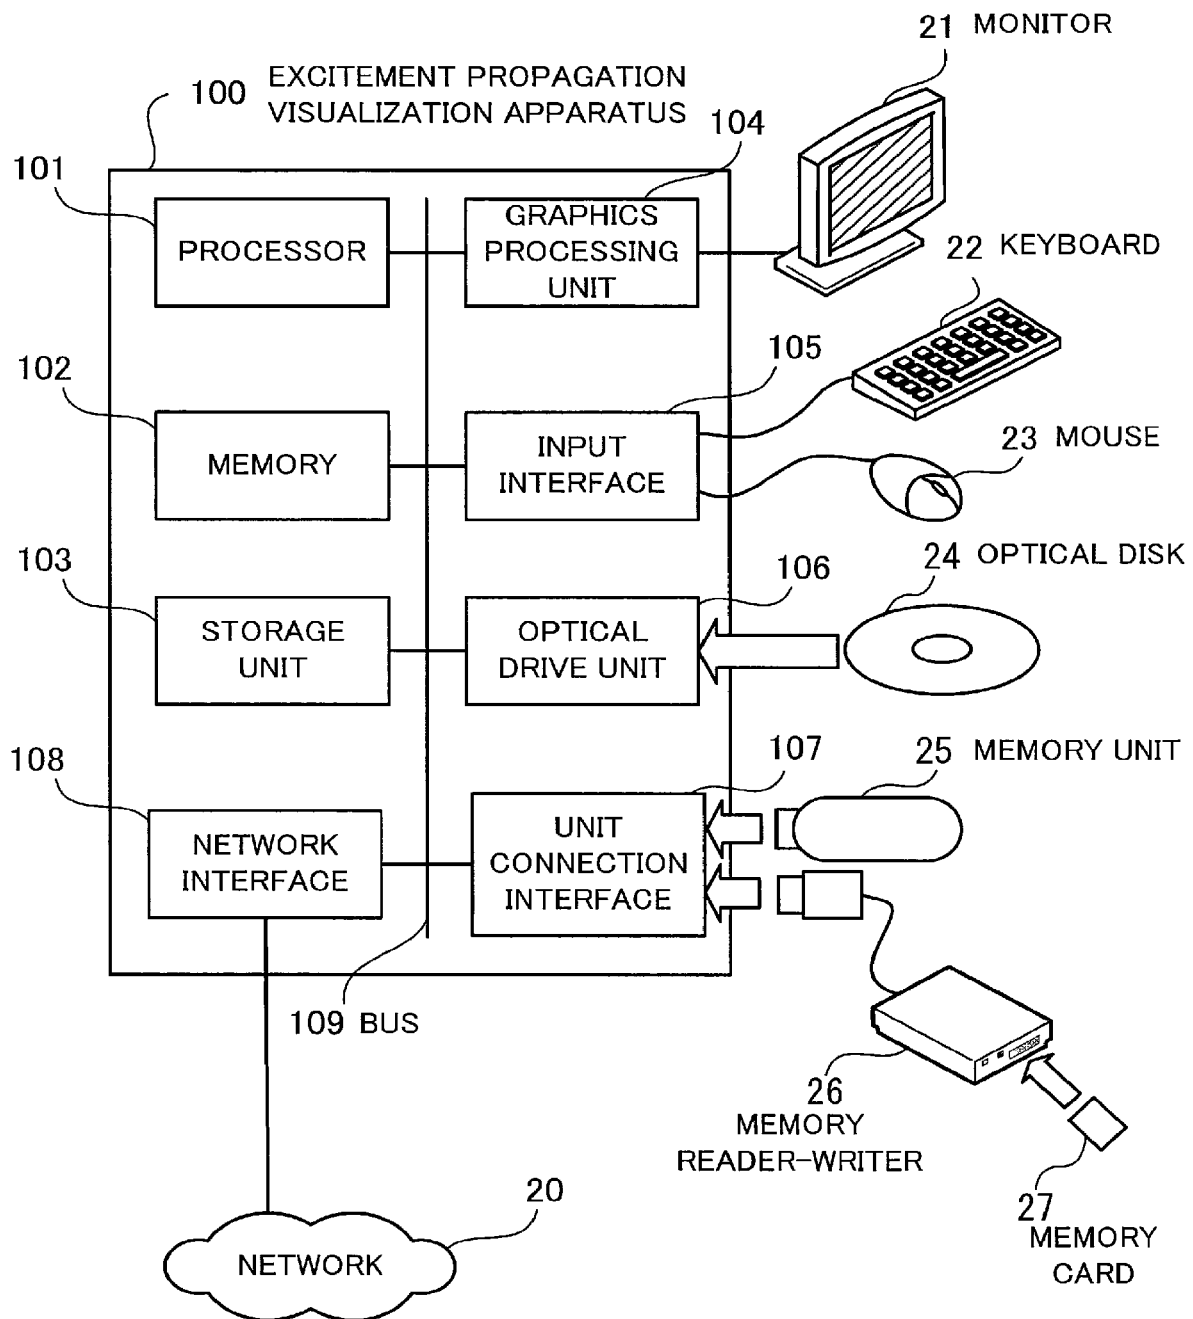 21 MONITOR
100 EXCITEMENT PROPAGATION
VISUALIZATION APPARATUS
104
101
PROCESSOR
GRAPHICS
PROCESSING
UNIT
22 KEYBOARD
102
105
MEMORY
INPUT
INTERFACE
23 MOUSE
103
106
24 OPTICAL DISK
STORAGE
UNIT
OPTICAL
DRIVE UNIT
108
107
25 MEMORY UNIT
NETWORK
INTERFACE
UNIT
CONNECTION
INTERFACE
109 BUS
26
MEMORY
READER-WRITER
27
MEMORY
CARD
20
NETWORK